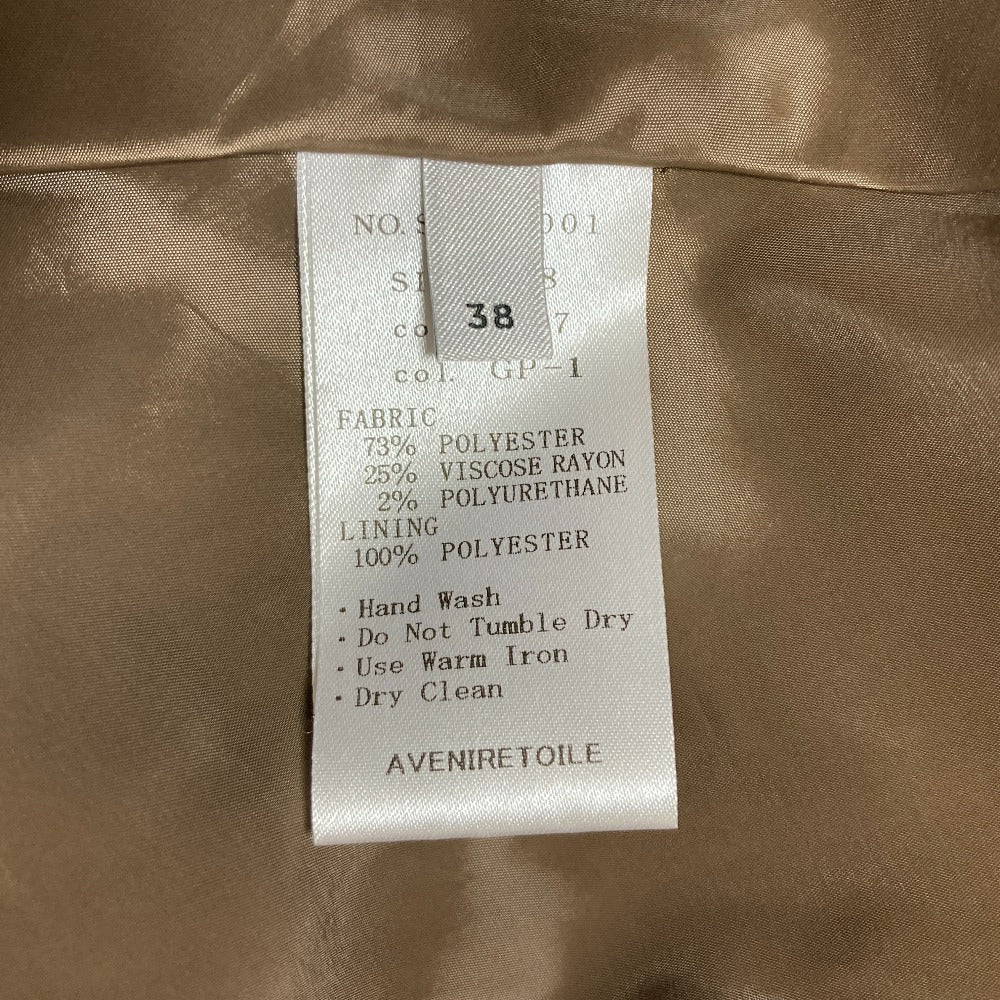 NO. 001
38
col. GP-1
FABRIC
73% POLYESTER
25% VISCOSE RAYON
2% POLYURETHANE
LINING
100% POLYESTER
· Hand Wash
· Do Not Tumble Dry
· Use Warm Iron
· Dry Clean
AVENIRETOILE